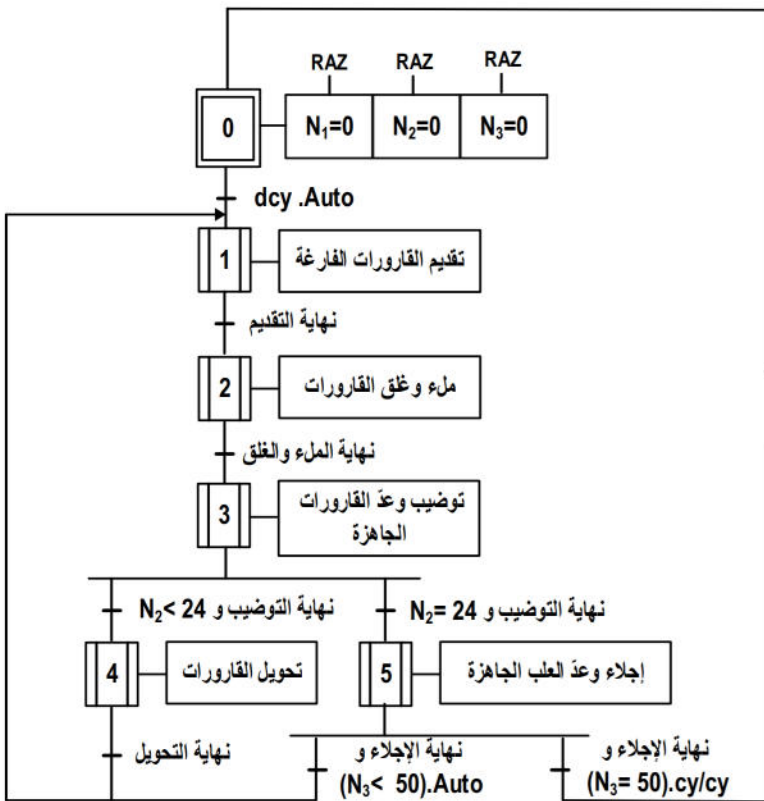 RAZ RAZ RAZ
0 N₁=0 N₂=0 N₃=0
dcy .Auto
1 تقديم القارورات الفارغة
نهاية التقديم
2 ملء وغلق القارورات
نهاية الملء والغلق
3 توضيب وعدّ القارورات
الجاهزة
نهاية التوضيب و N₂< 24
نهاية التوضيب و N₂= 24
4 تحويل القارورات
5 إجلاء وعدّ العلب الجاهزة
نهاية التحويل
نهاية الإجلاء و
(N₃< 50).Auto
نهاية الإجلاء و
(N₃= 50).cy/cy